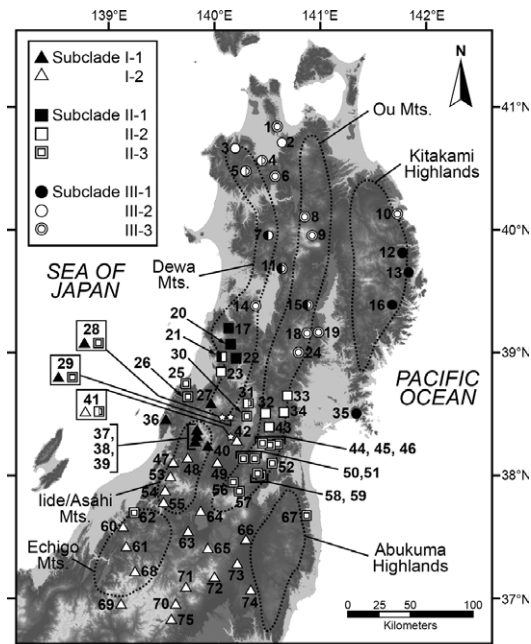 139°E 140°E 141°E 142°E
Subclade I-1
I-2
Subclade II-1
II-2
II-3
Subclade III-1
III-2
III-3
N
Ou Mts.
41°N
1
2
3
4
5
6
Kitakami
Highlands
8
10
40°N
7
9
12
SEA OF
JAPAN
Dewa
Mts.
11
13
14
15
16
20
17
21
18
19
28
22
24
39°N
30
23
29
26
25
PACIFIC
OCEAN
27
31
32
33
41
34
35
36
42
43
37,
38,
39
40
44, 45, 46
47
48
49
50, 51
52
53
54
55
56
57
58, 59
38°N
Iide/Asahi
Mts.
60
62
64
67
63
66
Echigo
Mts.
61
65
Abukuma
Highlands
68
71
72
73
74
69
70
75
37°N
0 50 100
Kilometers